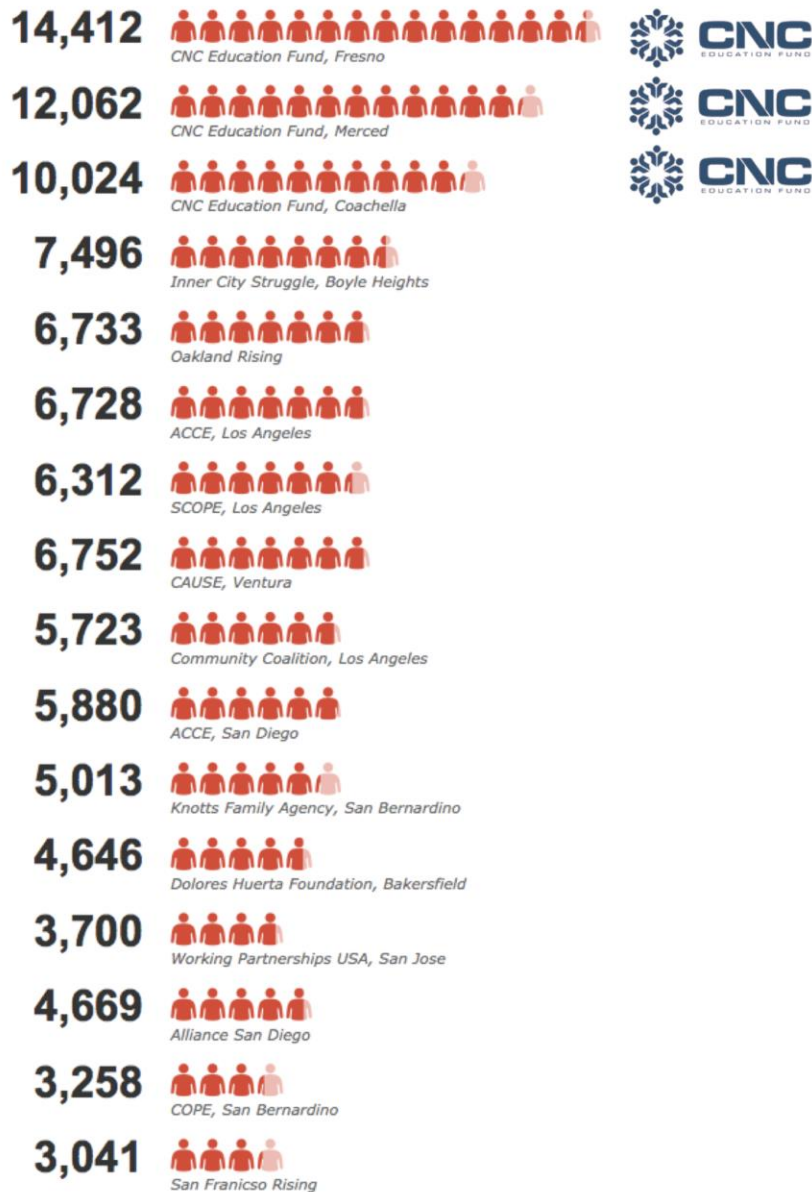 14,412
CNC Education Fund, Fresno
CNC
EDUCATION FUND
12,062
CNC Education Fund, Merced
CNC
EDUCATION FUND
10,024
CNC Education Fund, Coachella
CNC
EDUCATION FUND
7,496
Inner City Struggle, Boyle Heights
6,733
Oakland Rising
6,728
ACCE, Los Angeles
6,312
SCOPE, Los Angeles
6,752
CAUSE, Ventura
5,723
Community Coalition, Los Angeles
5,880
ACCE, San Diego
5,013
Knotts Family Agency, San Bernardino
4,646
Dolores Huerta Foundation, Bakersfield
3,700
Working Partnerships USA, San Jose
4,669
Alliance San Diego
3,258
COPE, San Bernardino
3,041
San Franicso Rising